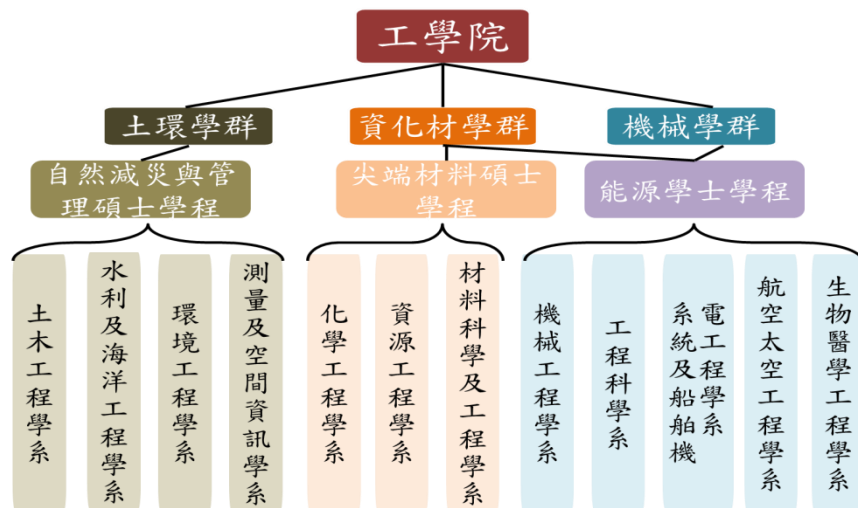 工學院
土環學群
資化材學群
機械學群
自然減災與管
理碩士學程
尖端材料碩士
學程
能源學士學程
土木工程學系
水利及海洋工程學系
環境工程學系
測量及空間資訊學系
化學工程學系
資源工程學系
材料科學及工程學系
機械工程學系
工程科學系
系統及船舶機
電工程學系
航空太空工程學系
生物醫學工程學系